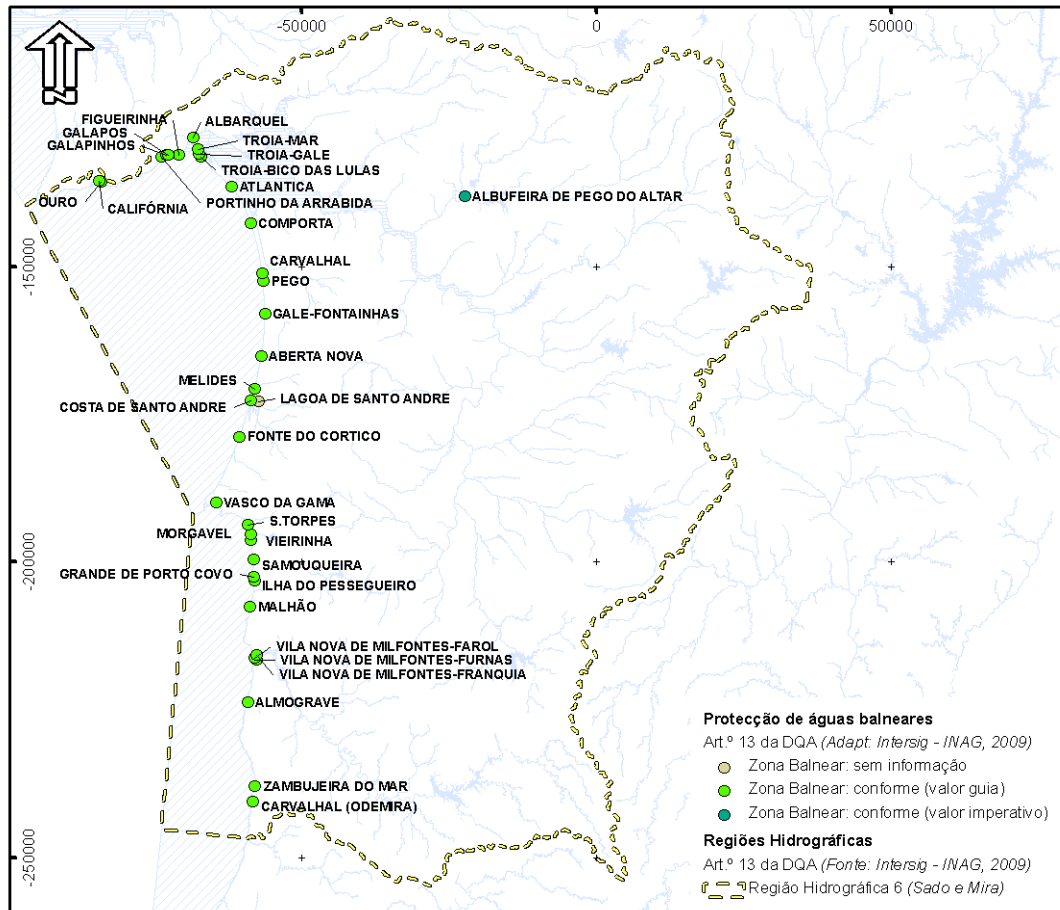 -50000
0
50000
N
FIGUEIRINHA
ALBARQUEL
GALAPOS
TROIA-MAR
GALAPINHOS
TROIA-GALE
TROIA-BICO DAS LULAS
ATLANTICA
ALBUFEIRA DE PEGO DO ALTAR
OURO
PORTINHO DA ARRABIDA
CALIFÓRNIA
COMPORTA
-150000
CARVALHAL
PEGO
GALE-FONTAINHAS
ABERTA NOVA
MELIDES
LAGOA DE SANTO ANDRE
COSTA DE SANTO ANDRE
FONTE DO CORTICO
VASCO DA GAMA
S.TORPES
MORGAVEL
VIEIRINHA
-200000
SAMOUQUEIRA
GRANDE DE PORTO COVO
ILHA DO PESSEGUEIRO
MALHÃO
VILA NOVA DE MILFONTES-FAROL
VILA NOVA DE MILFONTES-FURNAS
VILA NOVA DE MILFONTES-FRANQUIA
ALMOGRAVE
ZAMBUJEIRA DO MAR
CARVALHAL (ODEMIRA)
-250000
Protecção de águas balneares
Art.º 13 da DQA (Adapt: Intersig - INAG, 2009)
Zona Balnear: sem informação
Zona Balnear: conforme (valor guia)
Zona Balnear: conforme (valor imperativo)
Regiões Hidrográficas
Art.º 13 da DQA (Fonte: Intersig - INAG, 2009)
Região Hidrográfica 6 (Sado e Mira)